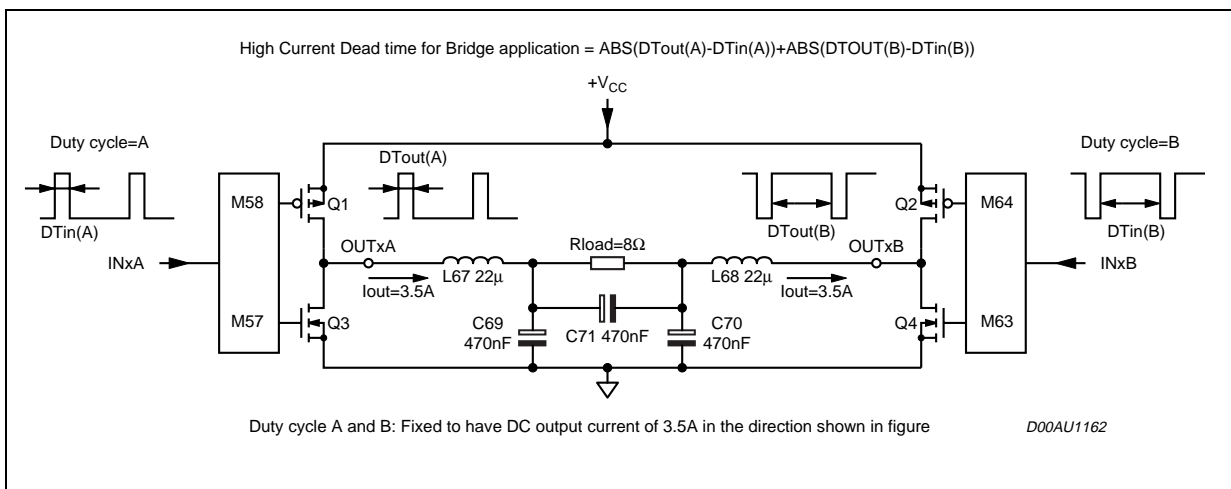 High Current Dead time for Bridge application = ABS(DTout(A)-DTin(A))+ABS(DTOUT(B)-DTin(B))
+VCC
Duty cycle=A
DTout(A)
Duty cycle=B
M58
Q1
Q2
M64
DTin(A)
DTout(B)
DTin(B)
OUTxA
Rload=8Ω
OUTxB
INxA
L67 22μ
L68 22μ
INxB
Iout=3.5A
Iout=3.5A
M57
Q3
Q4
M63
C69
470nF
C71 470nF
C70
470nF
Duty cycle A and B: Fixed to have DC output current of 3.5A in the direction shown in figure
D00AU1162